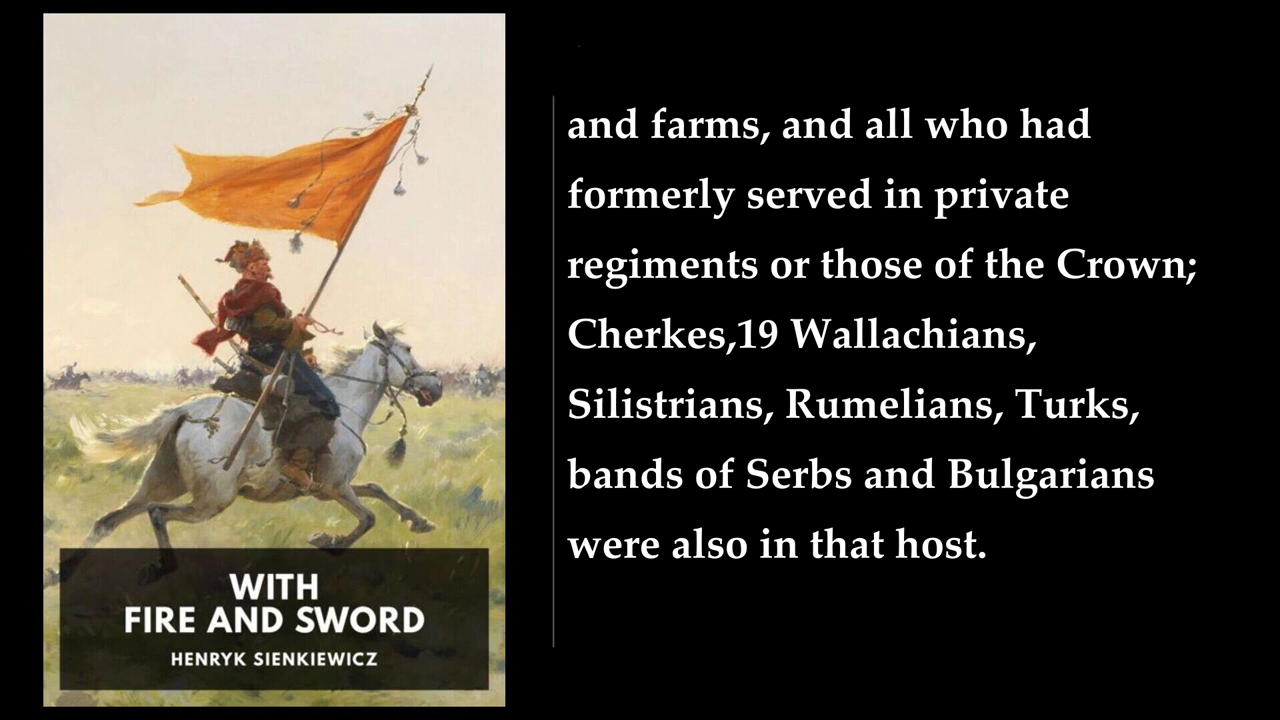 WITH
FIRE AND SWORD
HENRYK SIENKIEWICZ
and farms, and all who had
formerly served in private
regiments or those of the Crown;
Cherkes,19 Wallachians,
Silistrians, Rumelians, Turks,
bands of Serbs and Bulgarians
were also in that host.